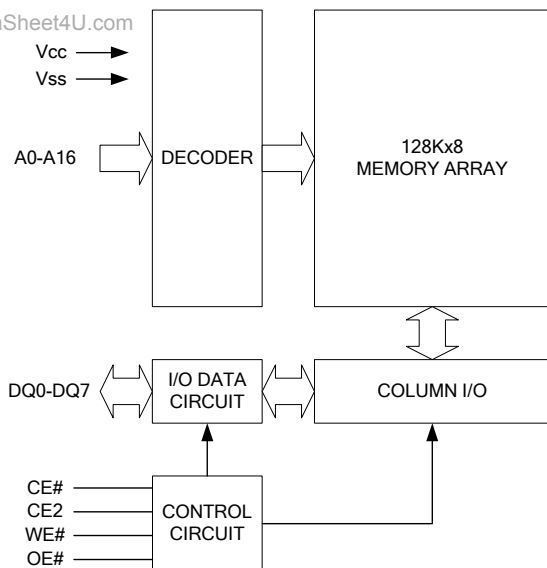 aSheet4U.com
Vcc
Vss
A0-A16
DECODER
128Kx8
MEMORY ARRAY
DQ0-DQ7
I/O DATA
CIRCUIT
COLUMN I/O
CE#
CE2
WE#
OE#
CONTROL
CIRCUIT